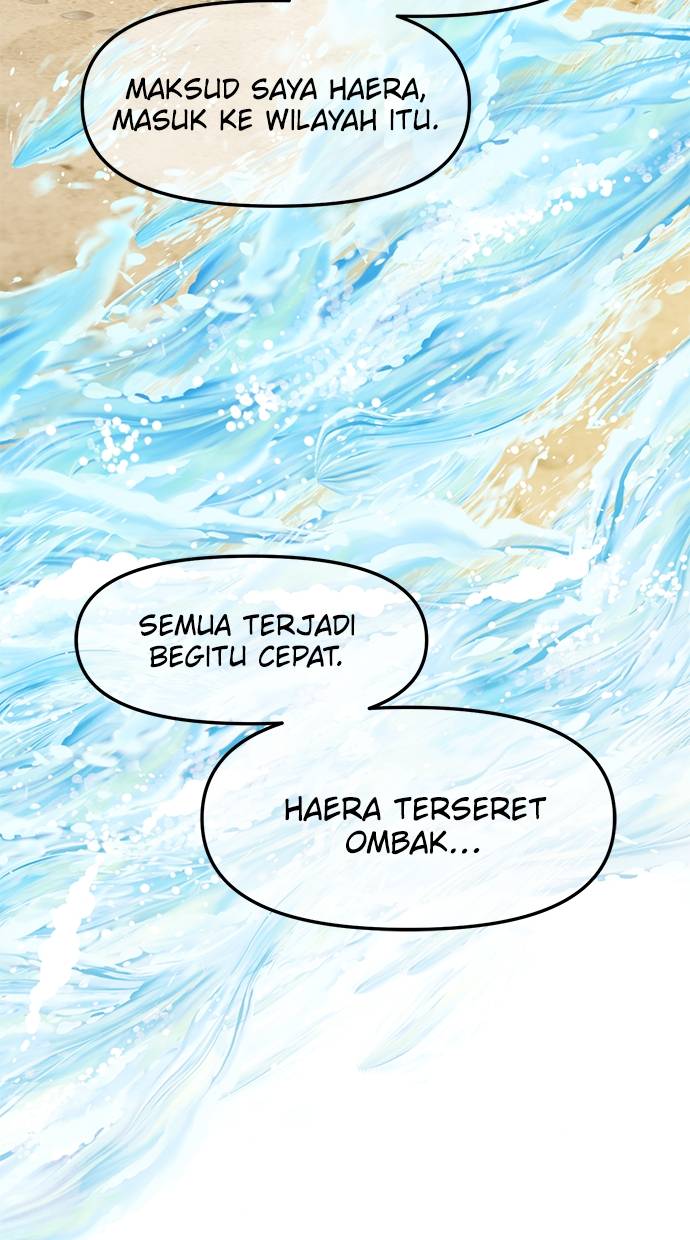 MAKSUD SAYA HAERA,
MASUK KE WILAYAH ITU.
SEMUA TERJADI
BEGITU CEPAT.
HAERA TERSERET
OMBAK...